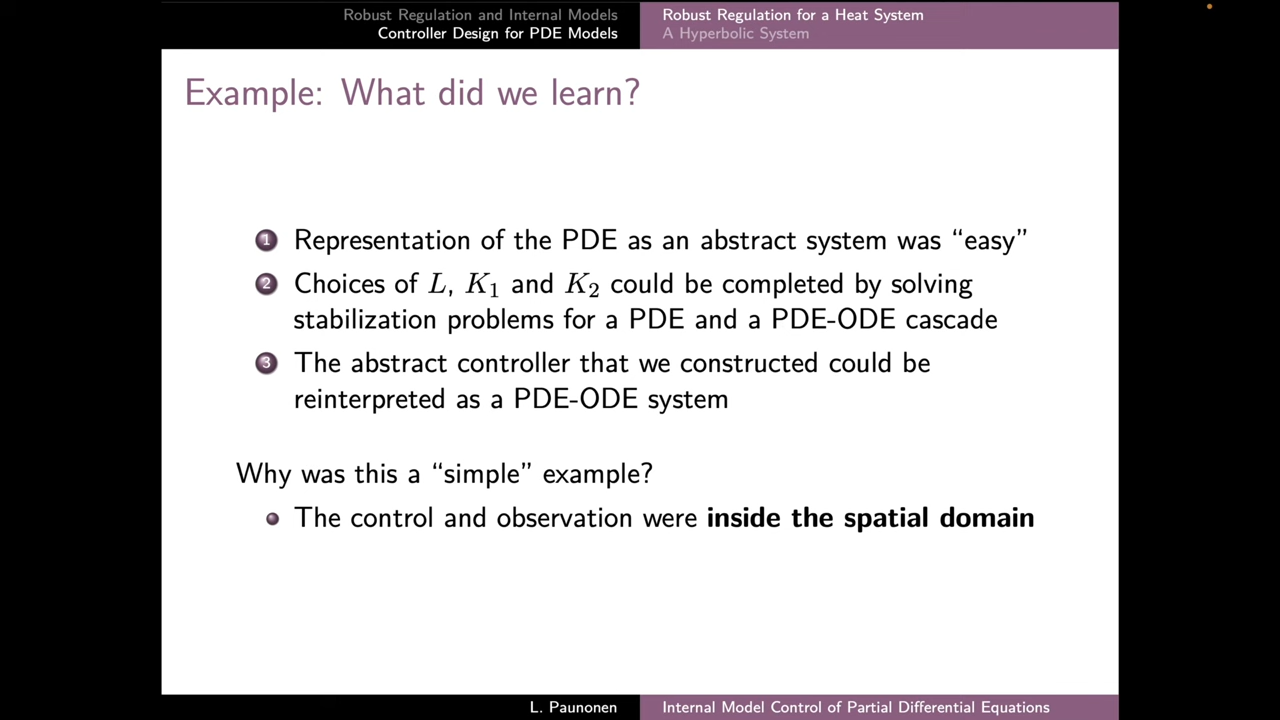 Robust Regulation and Internal Models
Controller Design for PDE Models
Robust Regulation for a Heat System
A Hyperbolic System
Example: What did we learn?
1 Representation of the PDE as an abstract system was “easy”
2 Choices of L, K₁ and K₂ could be completed by solving
stabilization problems for a PDE and a PDE-ODE cascade
3 The abstract controller that we constructed could be
reinterpreted as a PDE-ODE system
Why was this a “simple” example?
The control and observation were inside the spatial domain
L. Paunonen
Internal Model Control of Partial Differential Equations